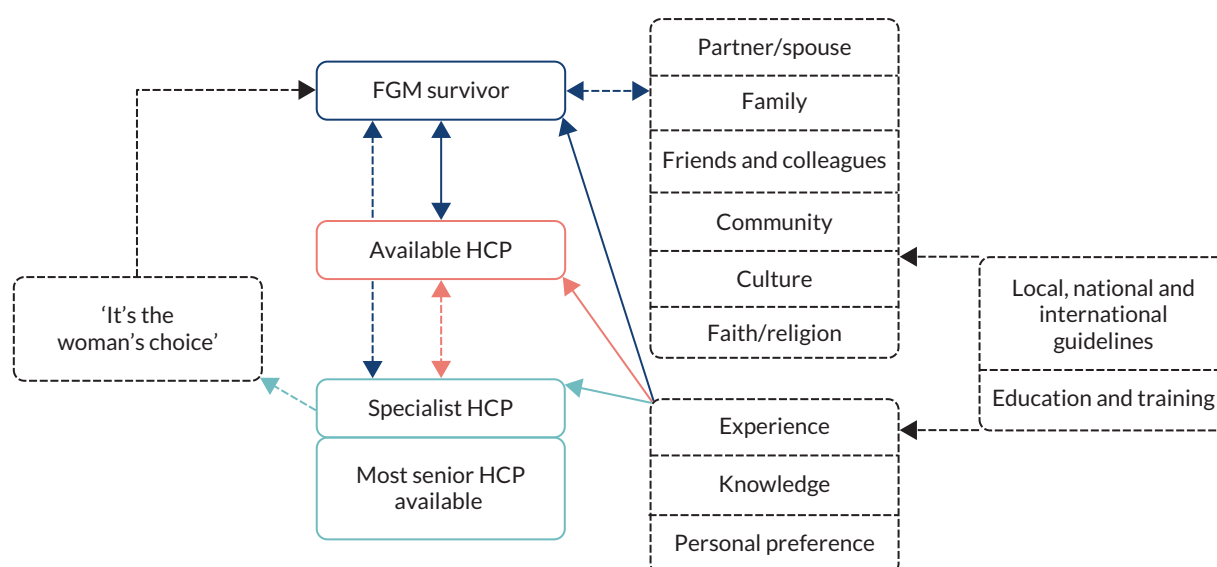 Partner/spouse
FGM survivor
Family
Friends and colleagues
Community
Available HCP
Culture
Faith/religion
‘It’s the
woman’s choice’
Local, national and
international
guidelines
Education and training
Specialist HCP
Most senior HCP
available
Experience
Knowledge
Personal preference